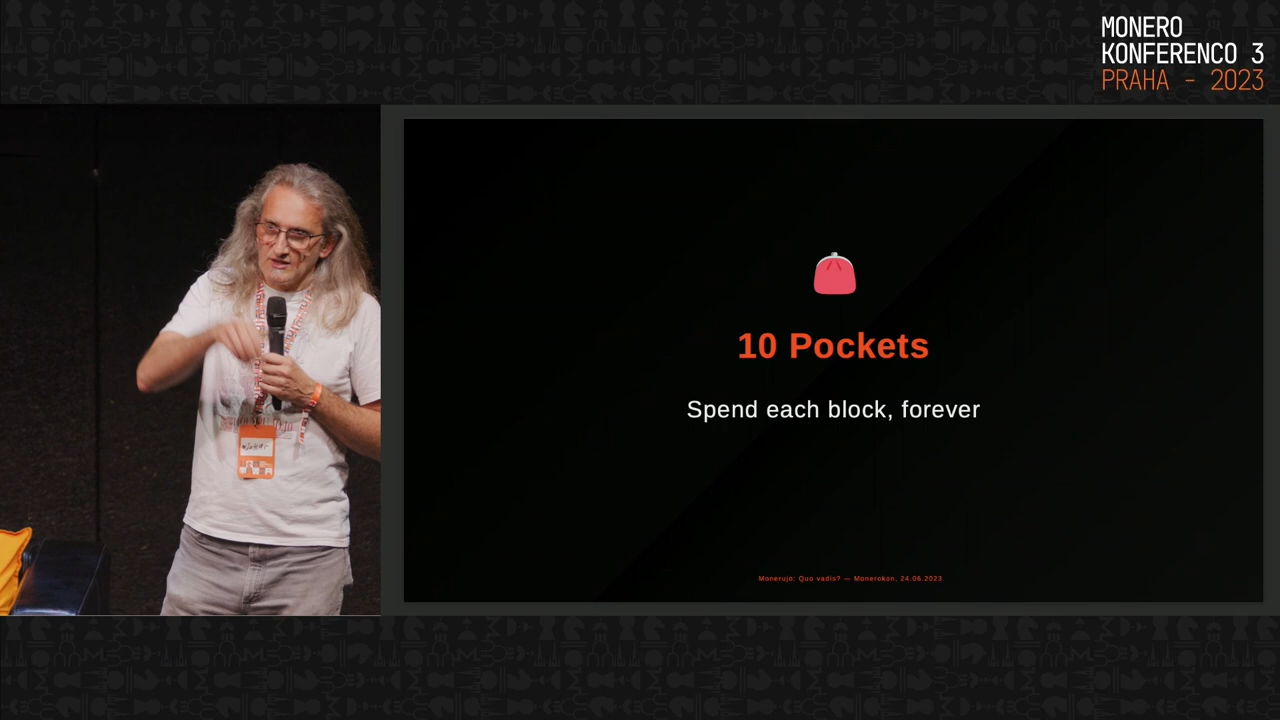 MONERO
KONFERENCO 3
PRAHA - 2023
10 Pockets
Spend each block, forever
Monerujo: Quo vadis? — Monerokon, 24.06.2023